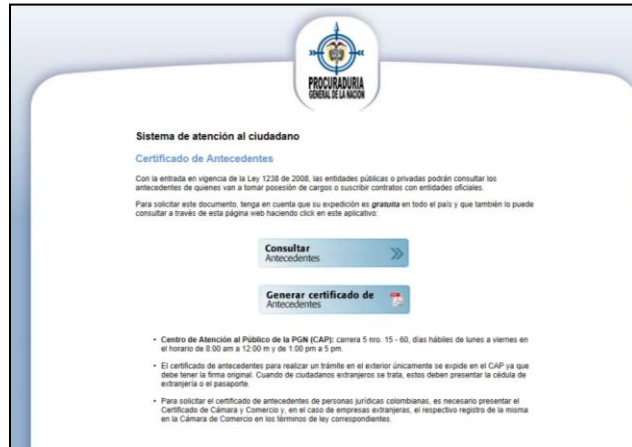 PROCURADURIA
GENERAL DE LA NACION
Sistema de atención al ciudadano
Certificado de Antecedentes
Con la entrada en vigencia de la Ley 1238 de 2008, las entidades públicas o privadas podrán consultar los
antecedentes de quienes van a tomar posesión de cargos o suscribir contratos con entidades oficiales.
Para solicitar este documento, tenga en cuenta que su expedición es gratuita en todo el país y que también lo puede
consultar a través de esta página web haciendo click en este aplicativo:
Consultar
Antecedentes
Generar certificado de
Antecedentes
• Centro de Atención al Público de la PGN (CAP): carrera 5 nro. 15 - 60, días hábiles de lunes a viernes en
el horario de 8:00 am a 12:00 m y de 1:00 pm a 5 pm.
• El certificado de antecedentes para realizar un trámite en el exterior únicamente se expide en el CAP ya que
debe tener la firma original. Cuando de ciudadanos extranjeros se trata, estos deben presentar la cédula de
extranjería o el pasaporte.
• Para solicitar el certificado de antecedentes de personas jurídicas colombianas, es necesario presentar el
Certificado de Cámara y Comercio y, en el caso de empresas extranjeras, el respectivo registro de la misma
en la Cámara de Comercio en los términos de ley correspondientes.